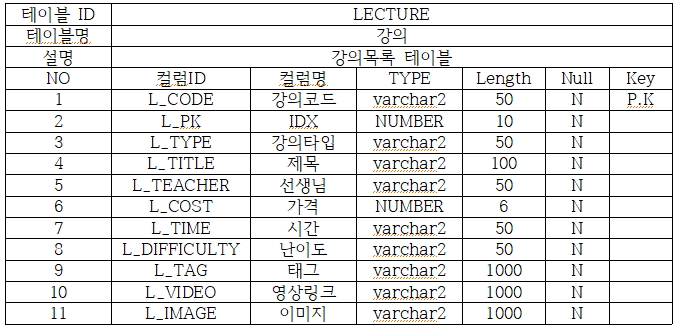 테이블 ID LECTURE
테이블명 강의
설명 강의목록 테이블
NO 컬럼ID 컬럼명 TYPE Length Null Key
1 L_CODE 강의코드 varchar2 50 N P.K
2 L_PK IDX NUMBER 10 N
3 L_TYPE 강의타입 varchar2 50 N
4 L_TITLE 제목 varchar2 100 N
5 L_TEACHER 선생님 varchar2 50 N
6 L_COST 가격 NUMBER 6 N
7 L_TIME 시간 varchar2 50 N
8 L_DIFFICULTY 난이도 varchar2 50 N
9 L_TAG 태그 varchar2 1000 N
10 L_VIDEO 영상링크 varchar2 1000 N
11 L_IMAGE 이미지 varchar2 1000 N